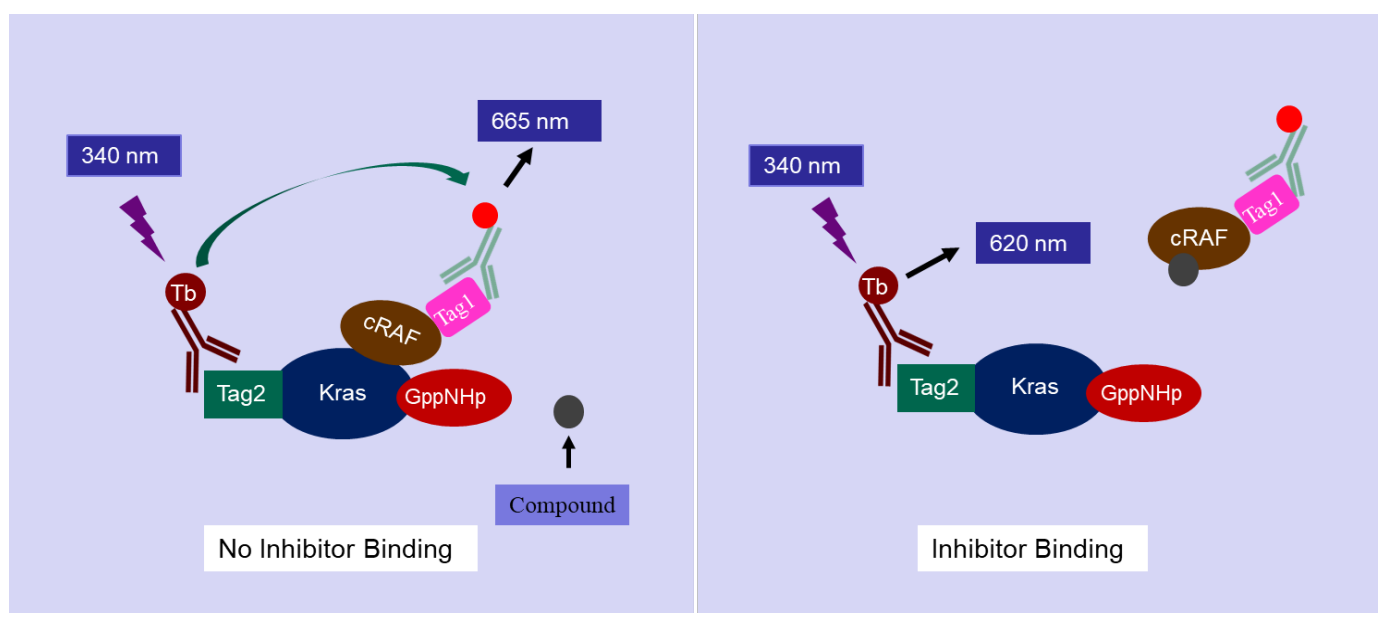 340 nm
665 nm
Tb
cRAF
Tag1
Tag2
Kras
GppNHp
Compound
No Inhibitor Binding
340 nm
620 nm
Tb
cRAF
Tag1
Tag2
Kras
GppNHp
Inhibitor Binding